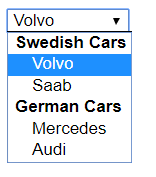 Volvo
Swedish Cars
Volvo
Saab
German Cars
Mercedes
Audi